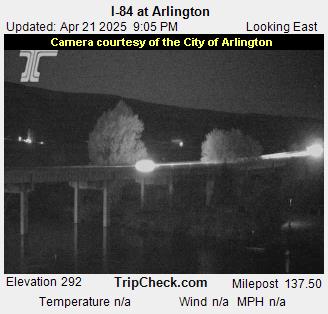 I-84 at Arlington
Updated: Apr 21 2025 9:05 PM Looking East
Camera courtesy of the City of Arlington
Elevation 292 TripCheck.com Milepost 137.50
Temperature n/a Wind n/a MPH n/a